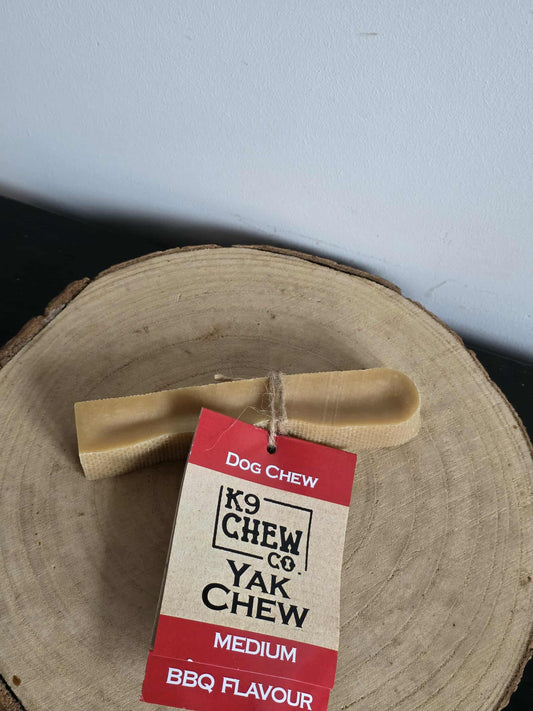 Dog Chew
K9
CHEW
CO
Yak
Chew
MEDIUM
BBQ FLAVOUR